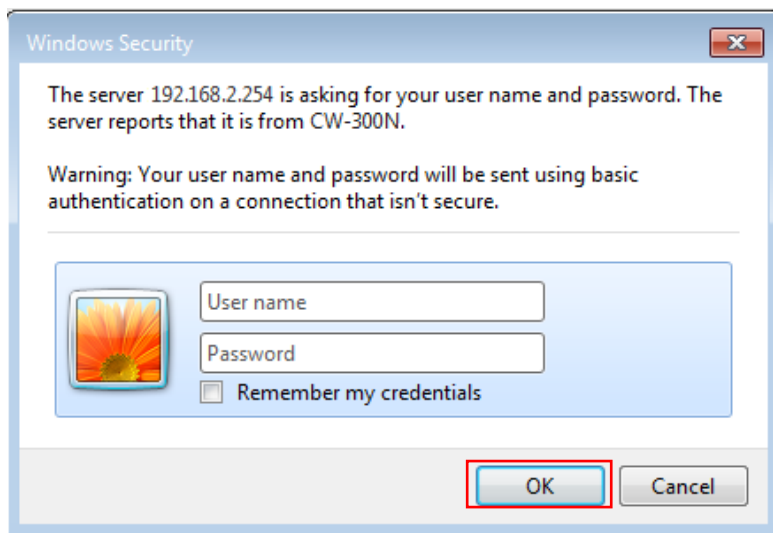 Windows Security
The server 192.168.2.254 is asking for your user name and password. The
server reports that it is from CW-300N.
Warning: Your user name and password will be sent using basic
authentication on a connection that isn't secure.
User name
Password
Remember my credentials
OK Cancel